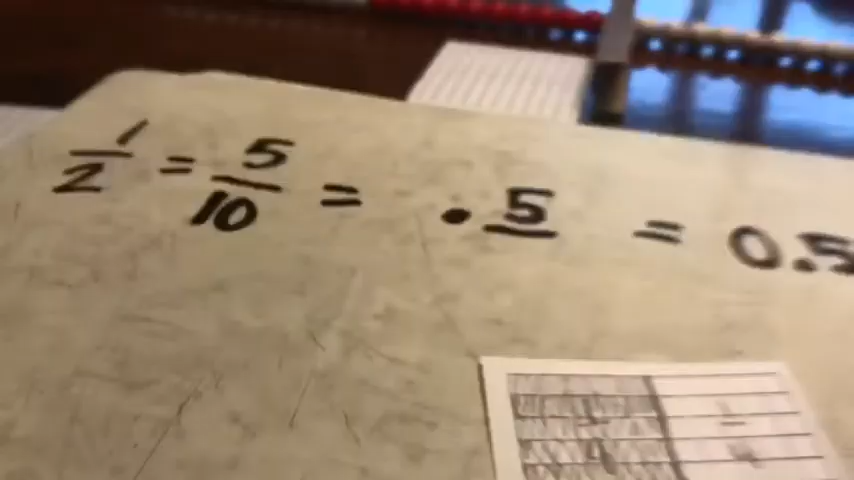 1/2 = 5/10 = .5 = 0.5